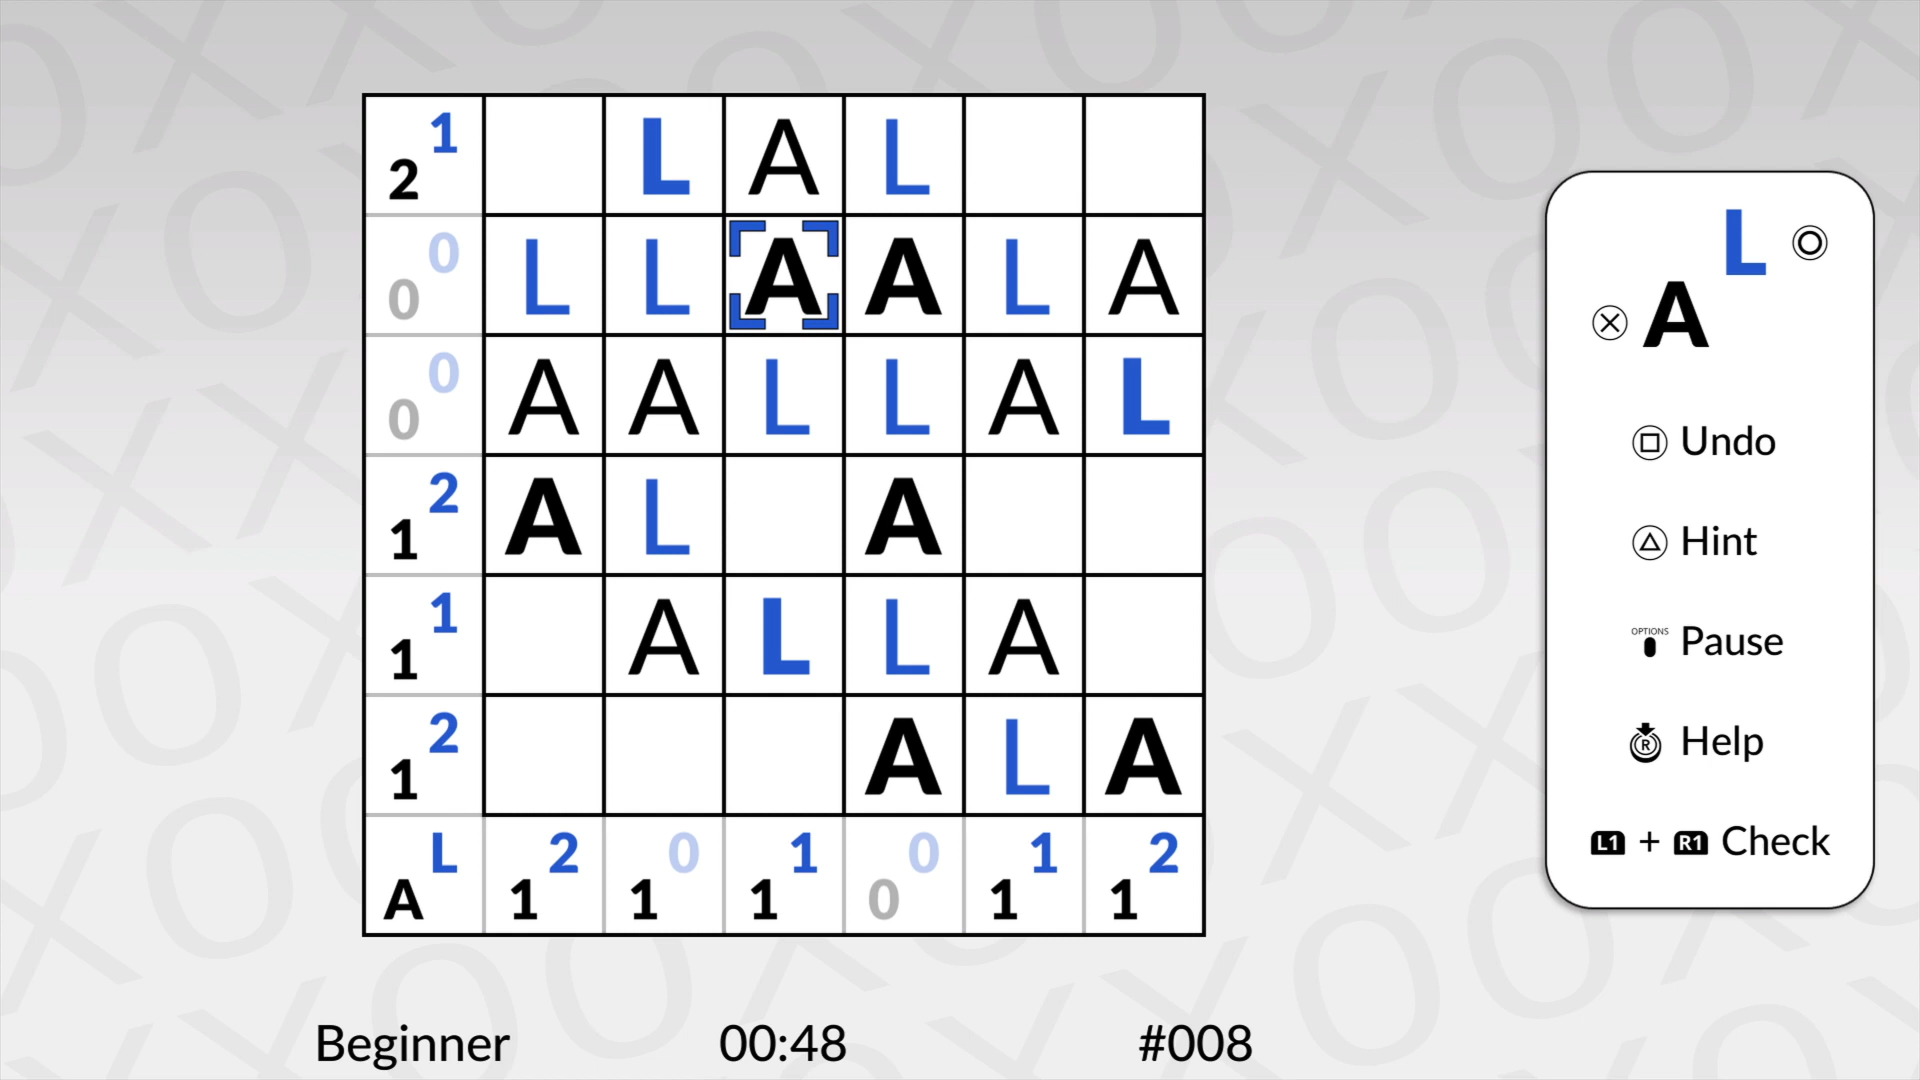 2 1 L A L
0 0 L L A A L A
0 0 A A L L A L
1 2 A L A
1 1 A L L A
1 2 A L A
A L 1 2 1 0 1 1 0 0 1 1 1 2
L
A
Undo
Hint
OPTIONS Pause
R Help
L1 + R1 Check
Beginner 00:48 #008